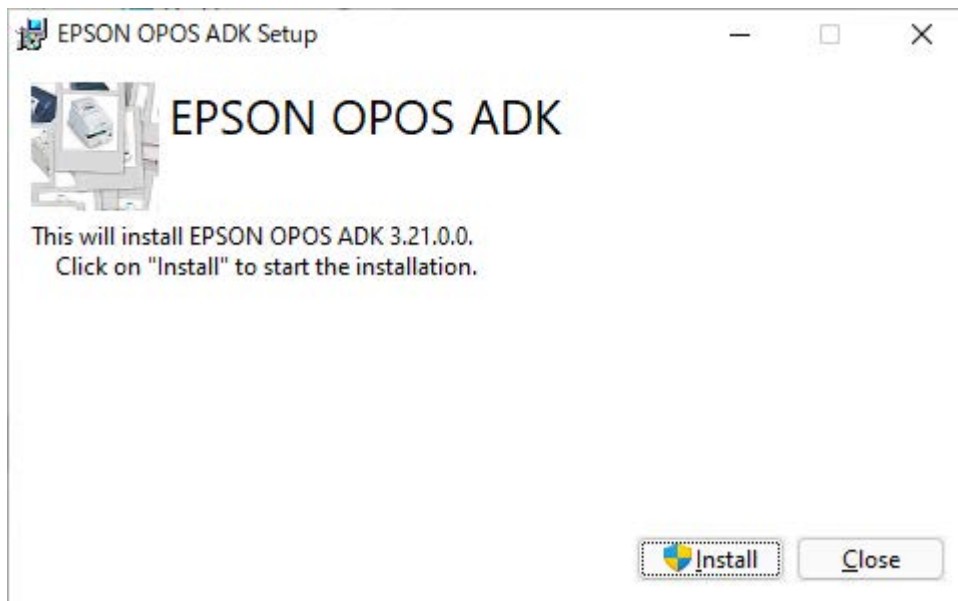 EPSON OPOS ADK Setup
EPSON OPOS ADK
This will install EPSON OPOS ADK 3.21.0.0.
Click on "Install" to start the installation.
Install
Close